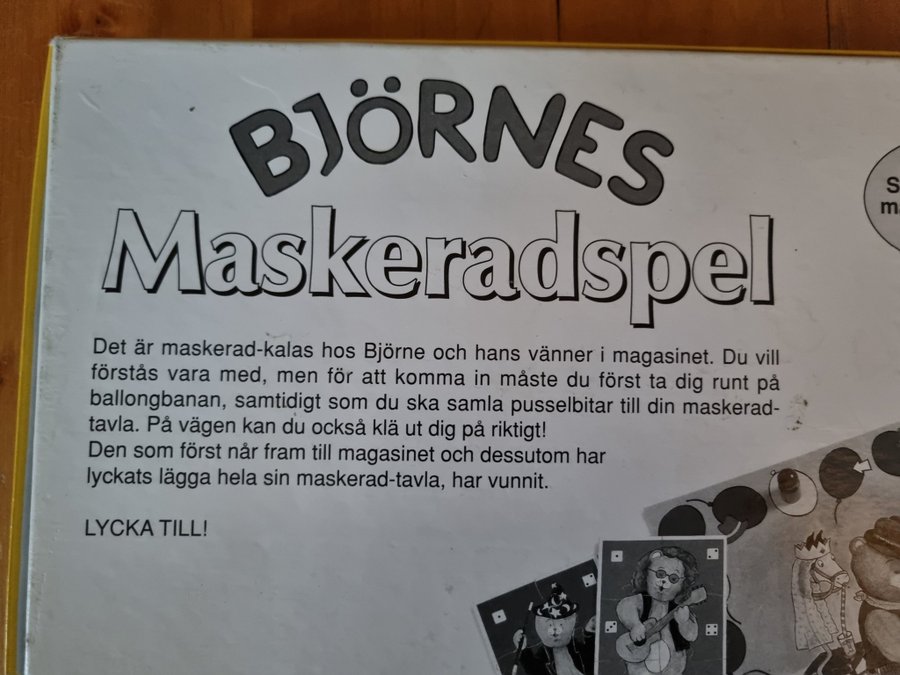 BJÖRNES
Maskeradspel
Det är maskerad-kalas hos Björne och hans vänner i magasinet. Du vill
förstås vara med, men för att komma in måste du först ta dig runt på
ballongbanan, samtidigt som du ska samla pusselbitar till din maskerad-
tavla. På vägen kan du också klä ut dig på riktigt!
Den som först når fram till magasinet och dessutom har
lyckats lägga hela sin maskerad-tavla, har vunnit.
LYCKA TILL!